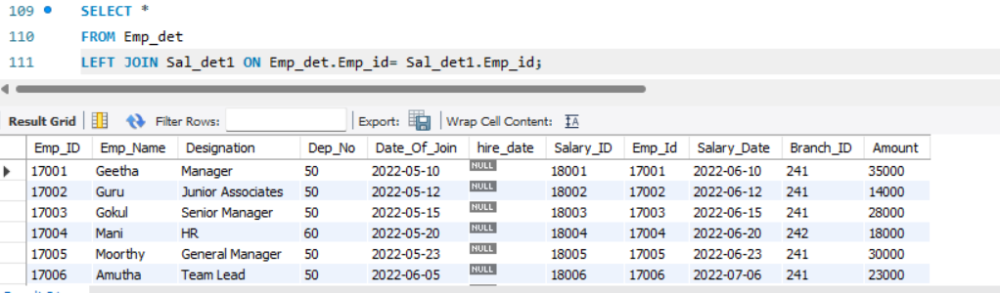 109 SELECT *
110 FROM Emp_det
111 LEFT JOIN Sal_det1 ON Emp_det.Emp_id= Sal_det1.Emp_id;
Result Grid Filter Rows: Export: Wrap Cell Content: IA
Emp_ID Emp_Name Designation Dep_No Date_Of_Join hire_date Salary_ID Emp_Id Salary_Date Branch_ID Amount
17001 Geetha Manager 50 2022-05-10 NULL 18001 17001 2022-06-10 241 35000
17002 Guru Junior Associates 50 2022-05-12 NULL 18002 17002 2022-06-12 241 14000
17003 Gokul Senior Manager 50 2022-05-15 NULL 18003 17003 2022-06-15 241 28000
17004 Mani HR 60 2022-05-20 NULL 18004 17004 2022-06-20 242 18000
17005 Moorthy General Manager 50 2022-05-23 NULL 18005 17005 2022-06-23 241 30000
17006 Amutha Team Lead 50 2022-06-05 NULL 18006 17006 2022-07-06 241 23000